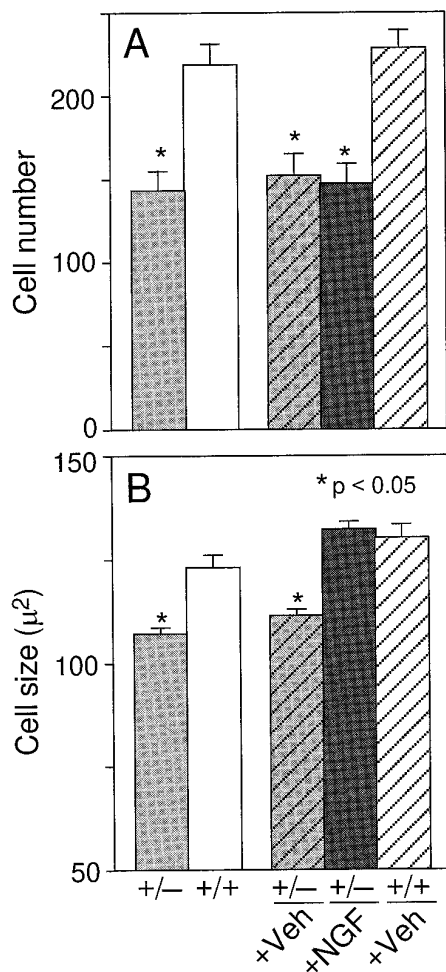 A
Cell number
200
100
0
*
*
*
B
* p < 0.05
Cell size (μ²)
150
100
50
*
*
+/– +/+ +/– +/– +/+
+Veh +NGF +Veh